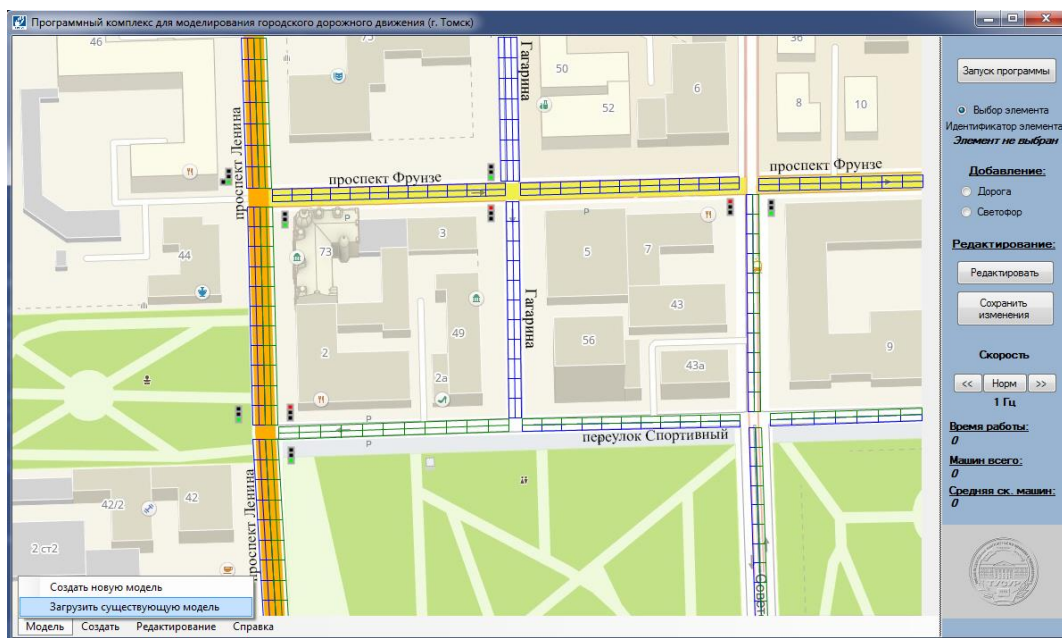 Программный комплекс для моделирования городского дорожного движения (г. Томск)
46
73
Гагарина
50
52
6
36
8
10
проспект Ленина
проспект Фрунзе
проспект Фрунзе
P
P
73
3
5
7
44
Гагарина
49
43
2
56
43а
9
2а
P
переулок Спортивный
проспект Ленина
42/2
42
2 ст2
Запуск программы
Выбор элемента
Идентификатор элемента
Элемент не выбран
Добавление:
Дорога
Светофор
Редактирование:
Редактировать
Сохранить
изменения
Скорость
<<
Норм
>>
1 Гц
Время работы:
0
Машин всего:
0
Средняя ск. машин:
0
ТУСУР
Создать новую модель
Загрузить существующую модель
Модель
Создать
Редактирование
Справка